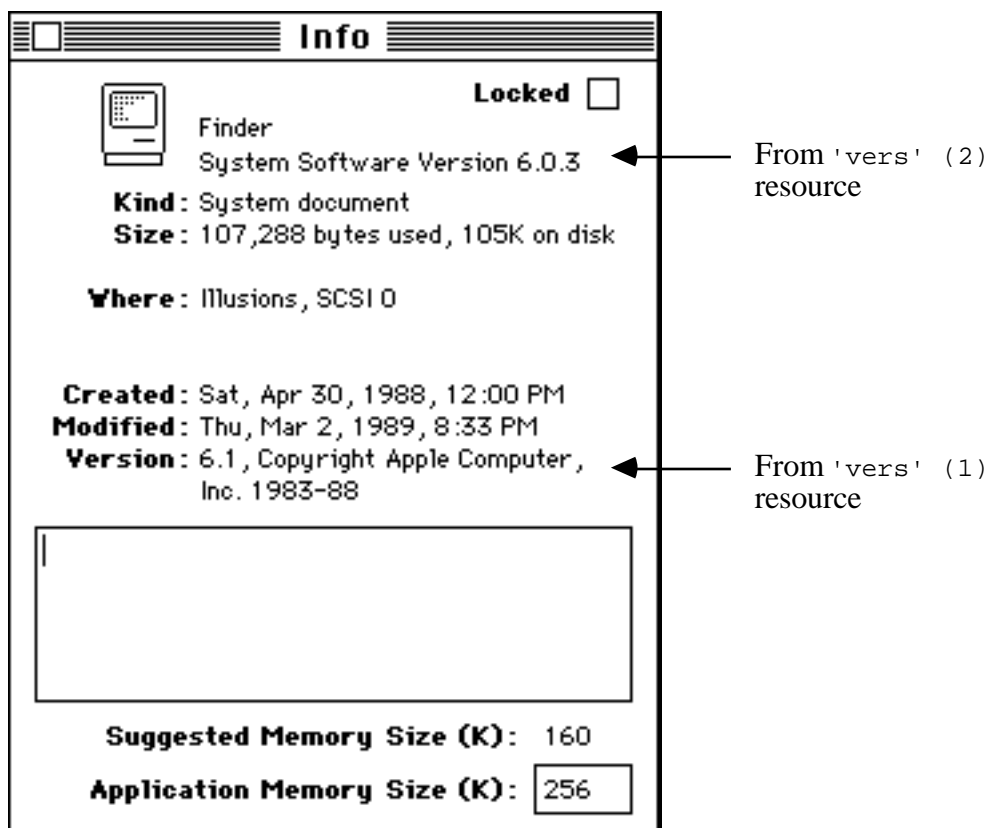 Info
Locked
Finder
System Software Version 6.0.3
From 'vers' (2)
resource
Kind: System document
Size: 107,288 bytes used, 105K on disk
Where: Illusions, SCSI 0
Created: Sat, Apr 30, 1988, 12:00 PM
Modified: Thu, Mar 2, 1989, 8:33 PM
Version: 6.1, Copyright Apple Computer,
Inc. 1983-88
From 'vers' (1)
resource
Suggested Memory Size (K): 160
Application Memory Size (K): 256